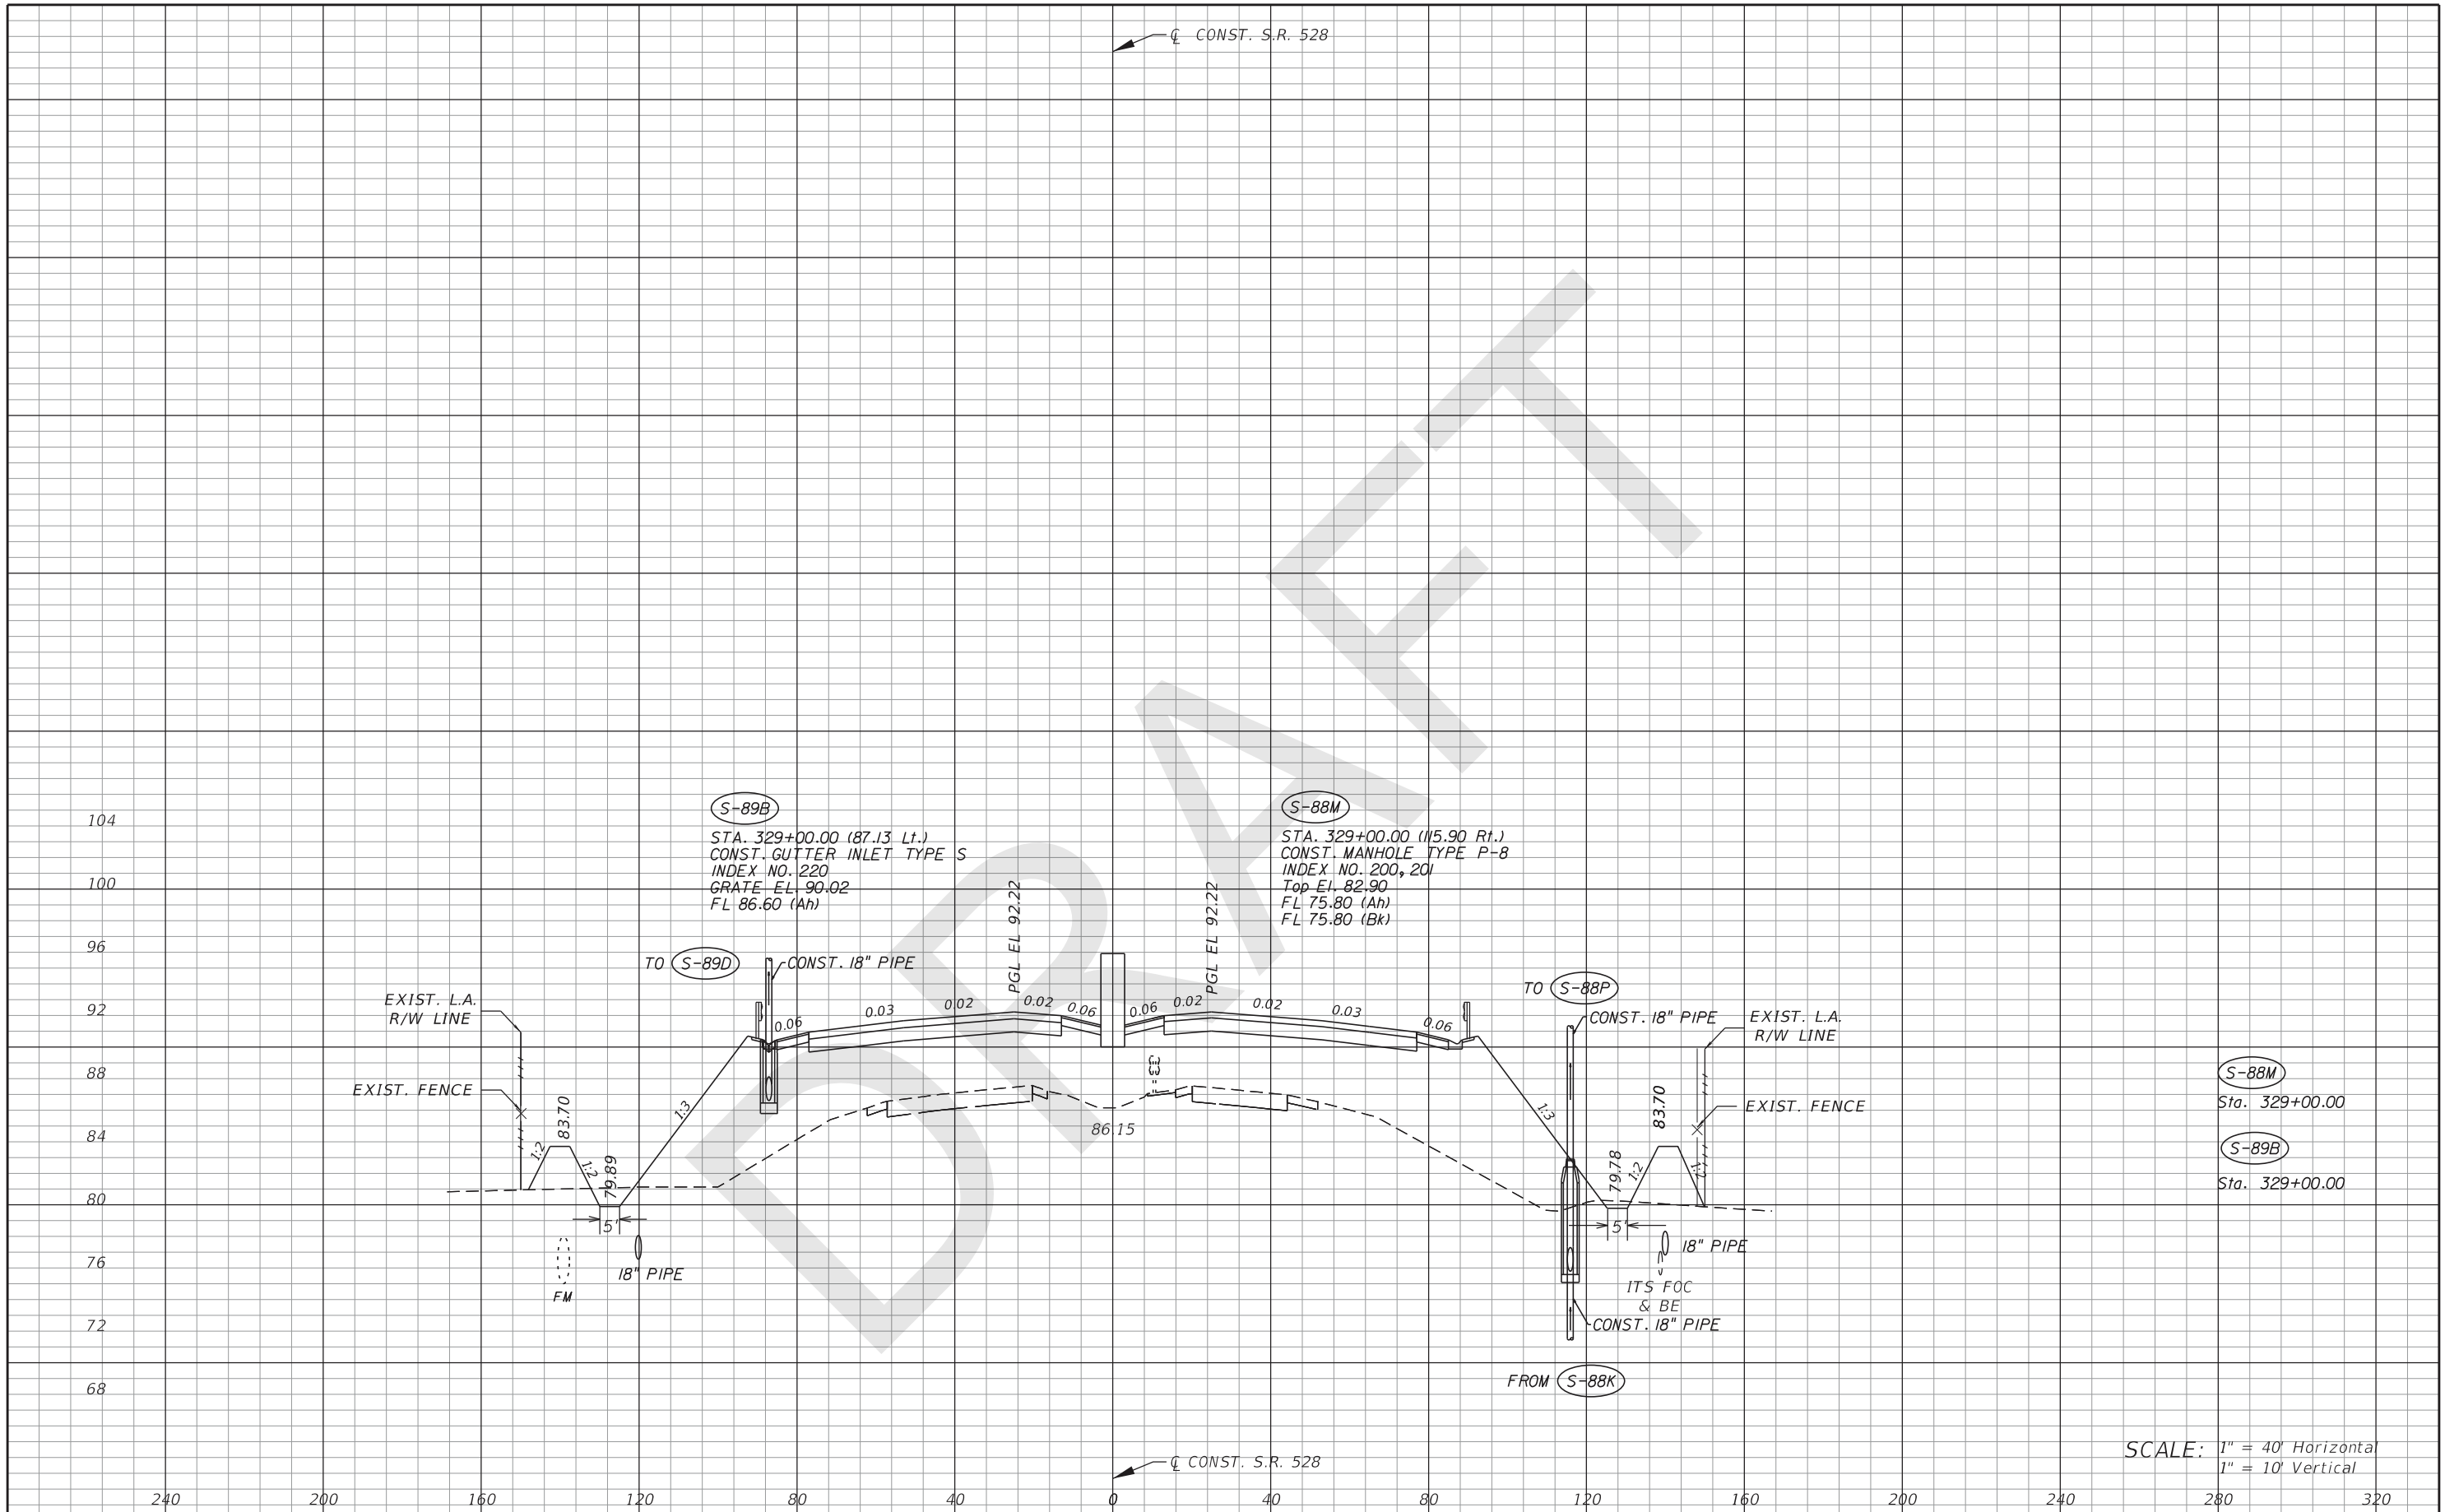 ℄ CONST. S.R. 528
DRAFT
S-89B
STA. 329+00.00 (87.13 Lt.)
CONST. GUTTER INLET TYPE S
INDEX NO. 220
GRATE EL. 90.02
FL 86.60 (Ah)
S-88M
STA. 329+00.00 (115.90 Rt.)
CONST. MANHOLE TYPE P-8
INDEX NO. 200, 201
Top El. 82.90
FL 75.80 (Ah)
FL 75.80 (Bk)
104
100
96
92
88
84
80
76
72
68
TO S-89D
CONST. 18" PIPE
PGL EL 92.22
PGL EL 92.22
TO S-88P
CONST. 18" PIPE
EXIST. L.A.
R/W LINE
EXIST. L.A.
R/W LINE
0.06
0.03
0.02
0.02
0.06
0.06
0.02
0.02
0.03
0.06
EXIST. FENCE
EXIST. FENCE
1:2
83.70
1:2
79.89
1:3
86.15
1:3
79.78
1:2
83.70
1:2
5'
5'
FM
18" PIPE
18" PIPE
ITS FOC
& BE
CONST. 18" PIPE
FROM S-88K
S-88M
Sta. 329+00.00
S-89B
Sta. 329+00.00
℄ CONST. S.R. 528
SCALE: 1" = 40' Horizontal
1" = 10' Vertical
240 200 160 120 80 40 0 40 80 120 160 200 240 280 320